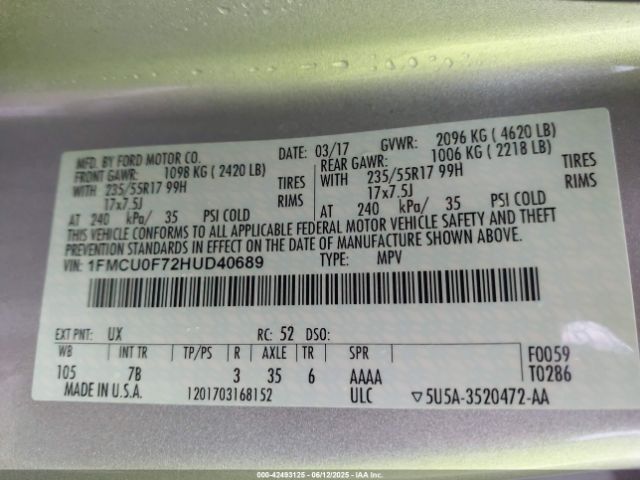 MFD. BY FORD MOTOR CO. DATE: 03/17 GVWR: 2096 KG ( 4620 LB)
FRONT GAWR: 1098 KG ( 2420 LB) REAR GAWR: 1006 KG ( 2218 LB)
WITH 235/55R17 99H TIRES WITH 235/55R17 99H TIRES
17x7.5J RIMS 17x7.5J RIMS
AT 240 kPa/ 35 PSI COLD AT 240 kPa/ 35 PSI COLD
THIS VEHICLE CONFORMS TO ALL APPLICABLE FEDERAL MOTOR VEHICLE SAFETY AND THEFT
PREVENTION STANDARDS IN EFFECT ON THE DATE OF MANUFACTURE SHOWN ABOVE.
VIN: 1FMCU0F72HUD40689 TYPE: MPV
EXT PNT: UX RC: 52 DSO:
WB INT TR TP/PS R AXLE TR SPR F0059
105 7B 3 35 6 AAAA T0286
MADE IN U.S.A. 1201703168152 ULC ▽5U5A-3520472-AA
000-42493125 - 06/12/2025 - IAA Inc.